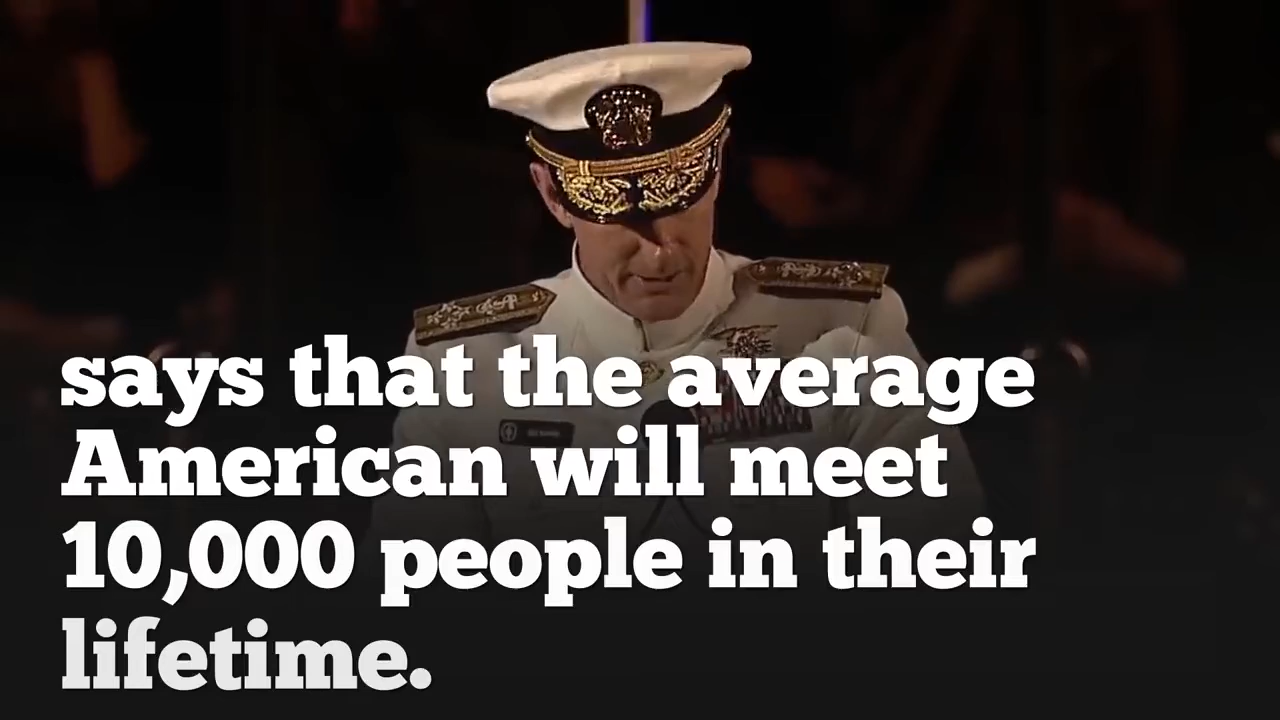 says that the average
American will meet
10,000 people in their
lifetime.